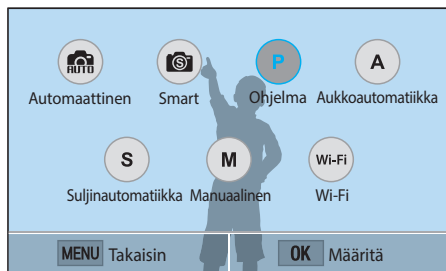 AUTO S P A
Automaattinen Smart Ohjelma Aukkoautomatiikka
S M Wi-Fi
Suljinautomatiikka Manuaalinen Wi-Fi
MENU Takaisin OK Määritä